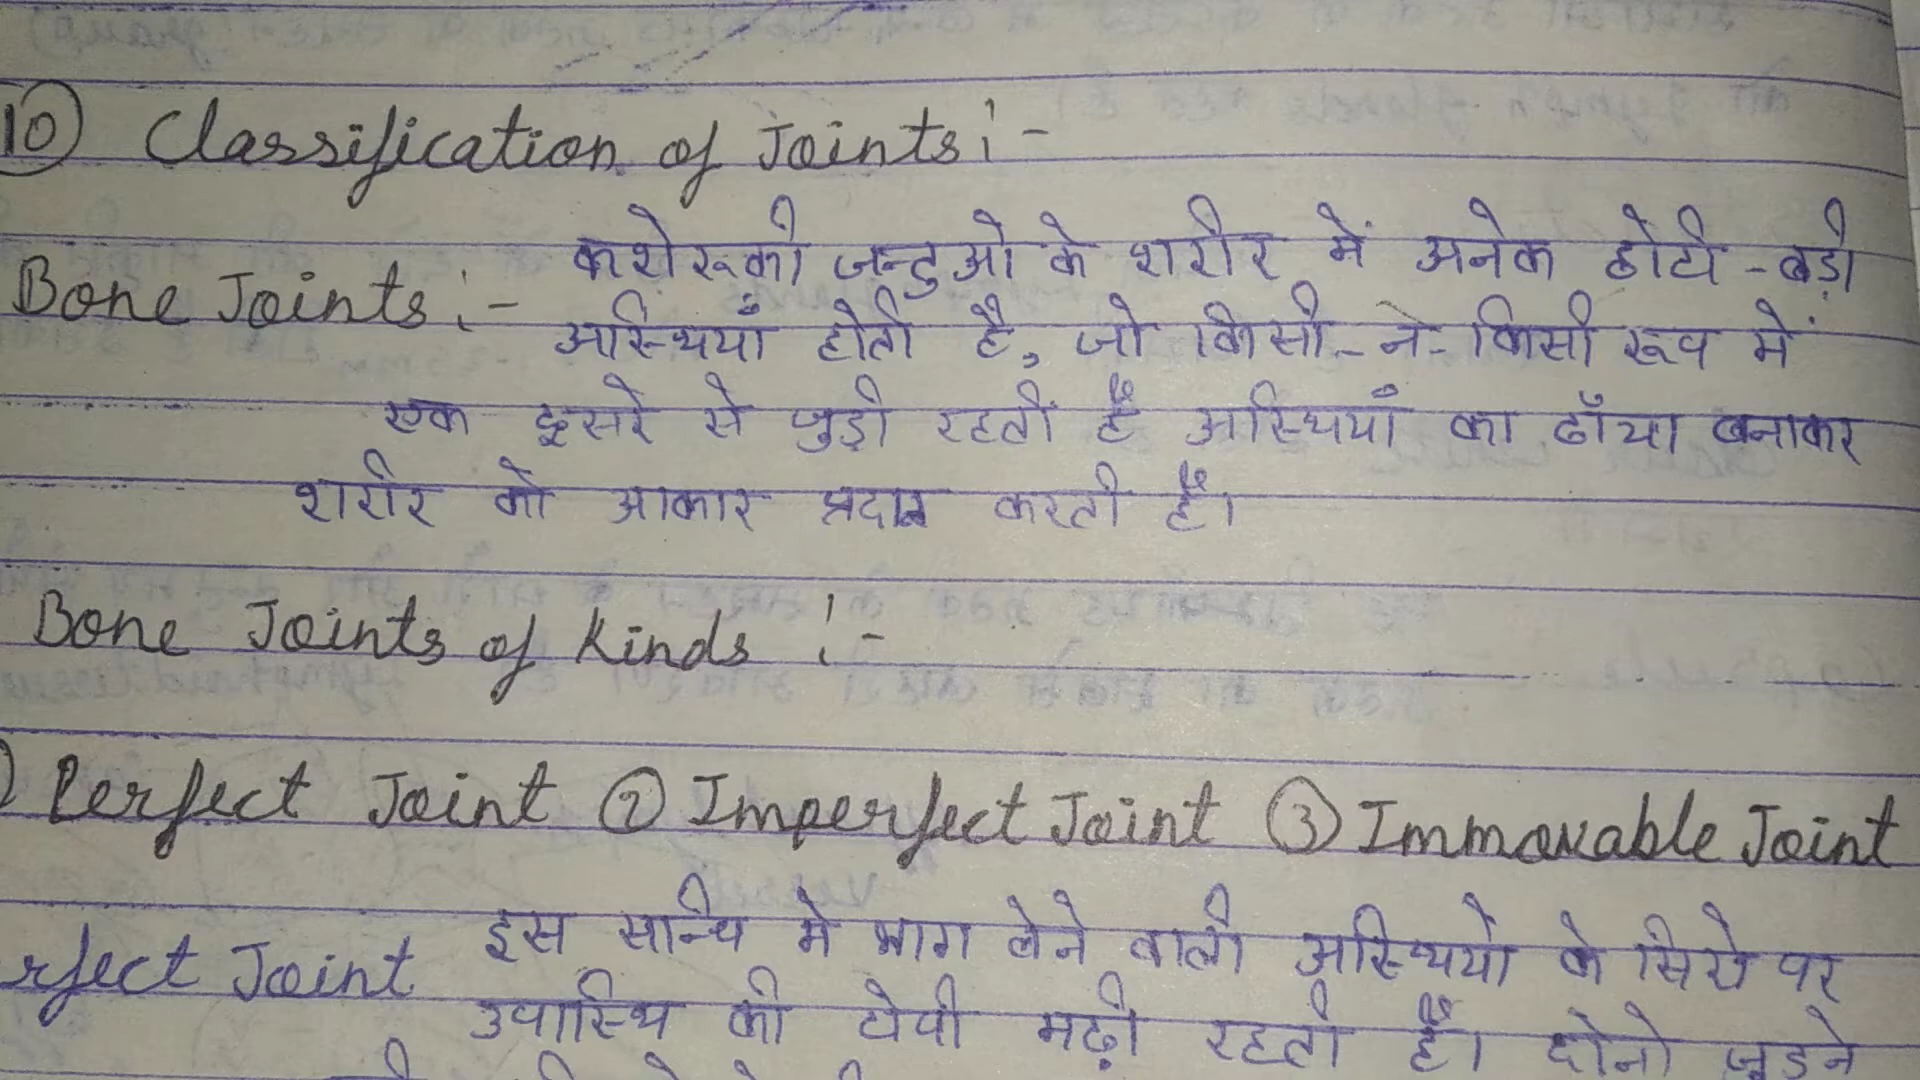 10 Classification of Joints :-
Bone Joints :- कशेरूकी जन्तुओ के शरीर में अनेक छोटी-बड़ी
अस्थियाँ होती है, जो किसी-न-किसी रूप में
एक दूसरे से जुड़ी रहती है अस्थियाँ का ढाँचा बनाकर
शरीर को आकार प्रदान करती हैं।
Bone Joints of Kinds :-
Perfect Joint ② Imperfect Joint ③ Immovable Joint
rfect Joint इस सन्धि मे भाग लेने वाली अस्थियों के सिरो पर
उपास्थि की टोपी मढ़ी रहती हैं। दोनो जुडने